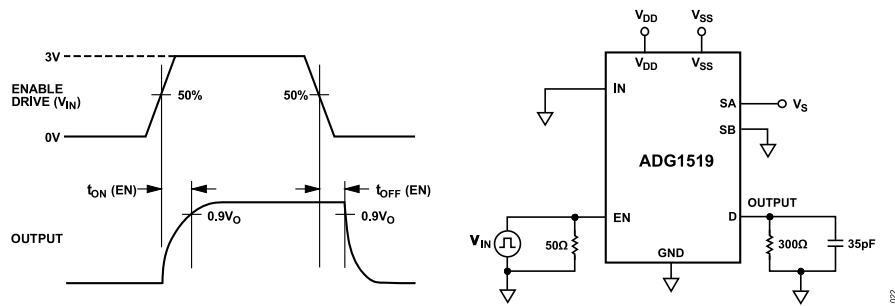 3V
ENABLE
DRIVE (VIN)
50%
50%
0V
tON (EN)
tOFF (EN)
0.9VO
0.9VO
OUTPUT
VDD
VSS
VDD
VSS
IN
SA
VS
SB
ADG1519
OUTPUT
EN
D
VIN
50Ω
300Ω
35pF
GND
022